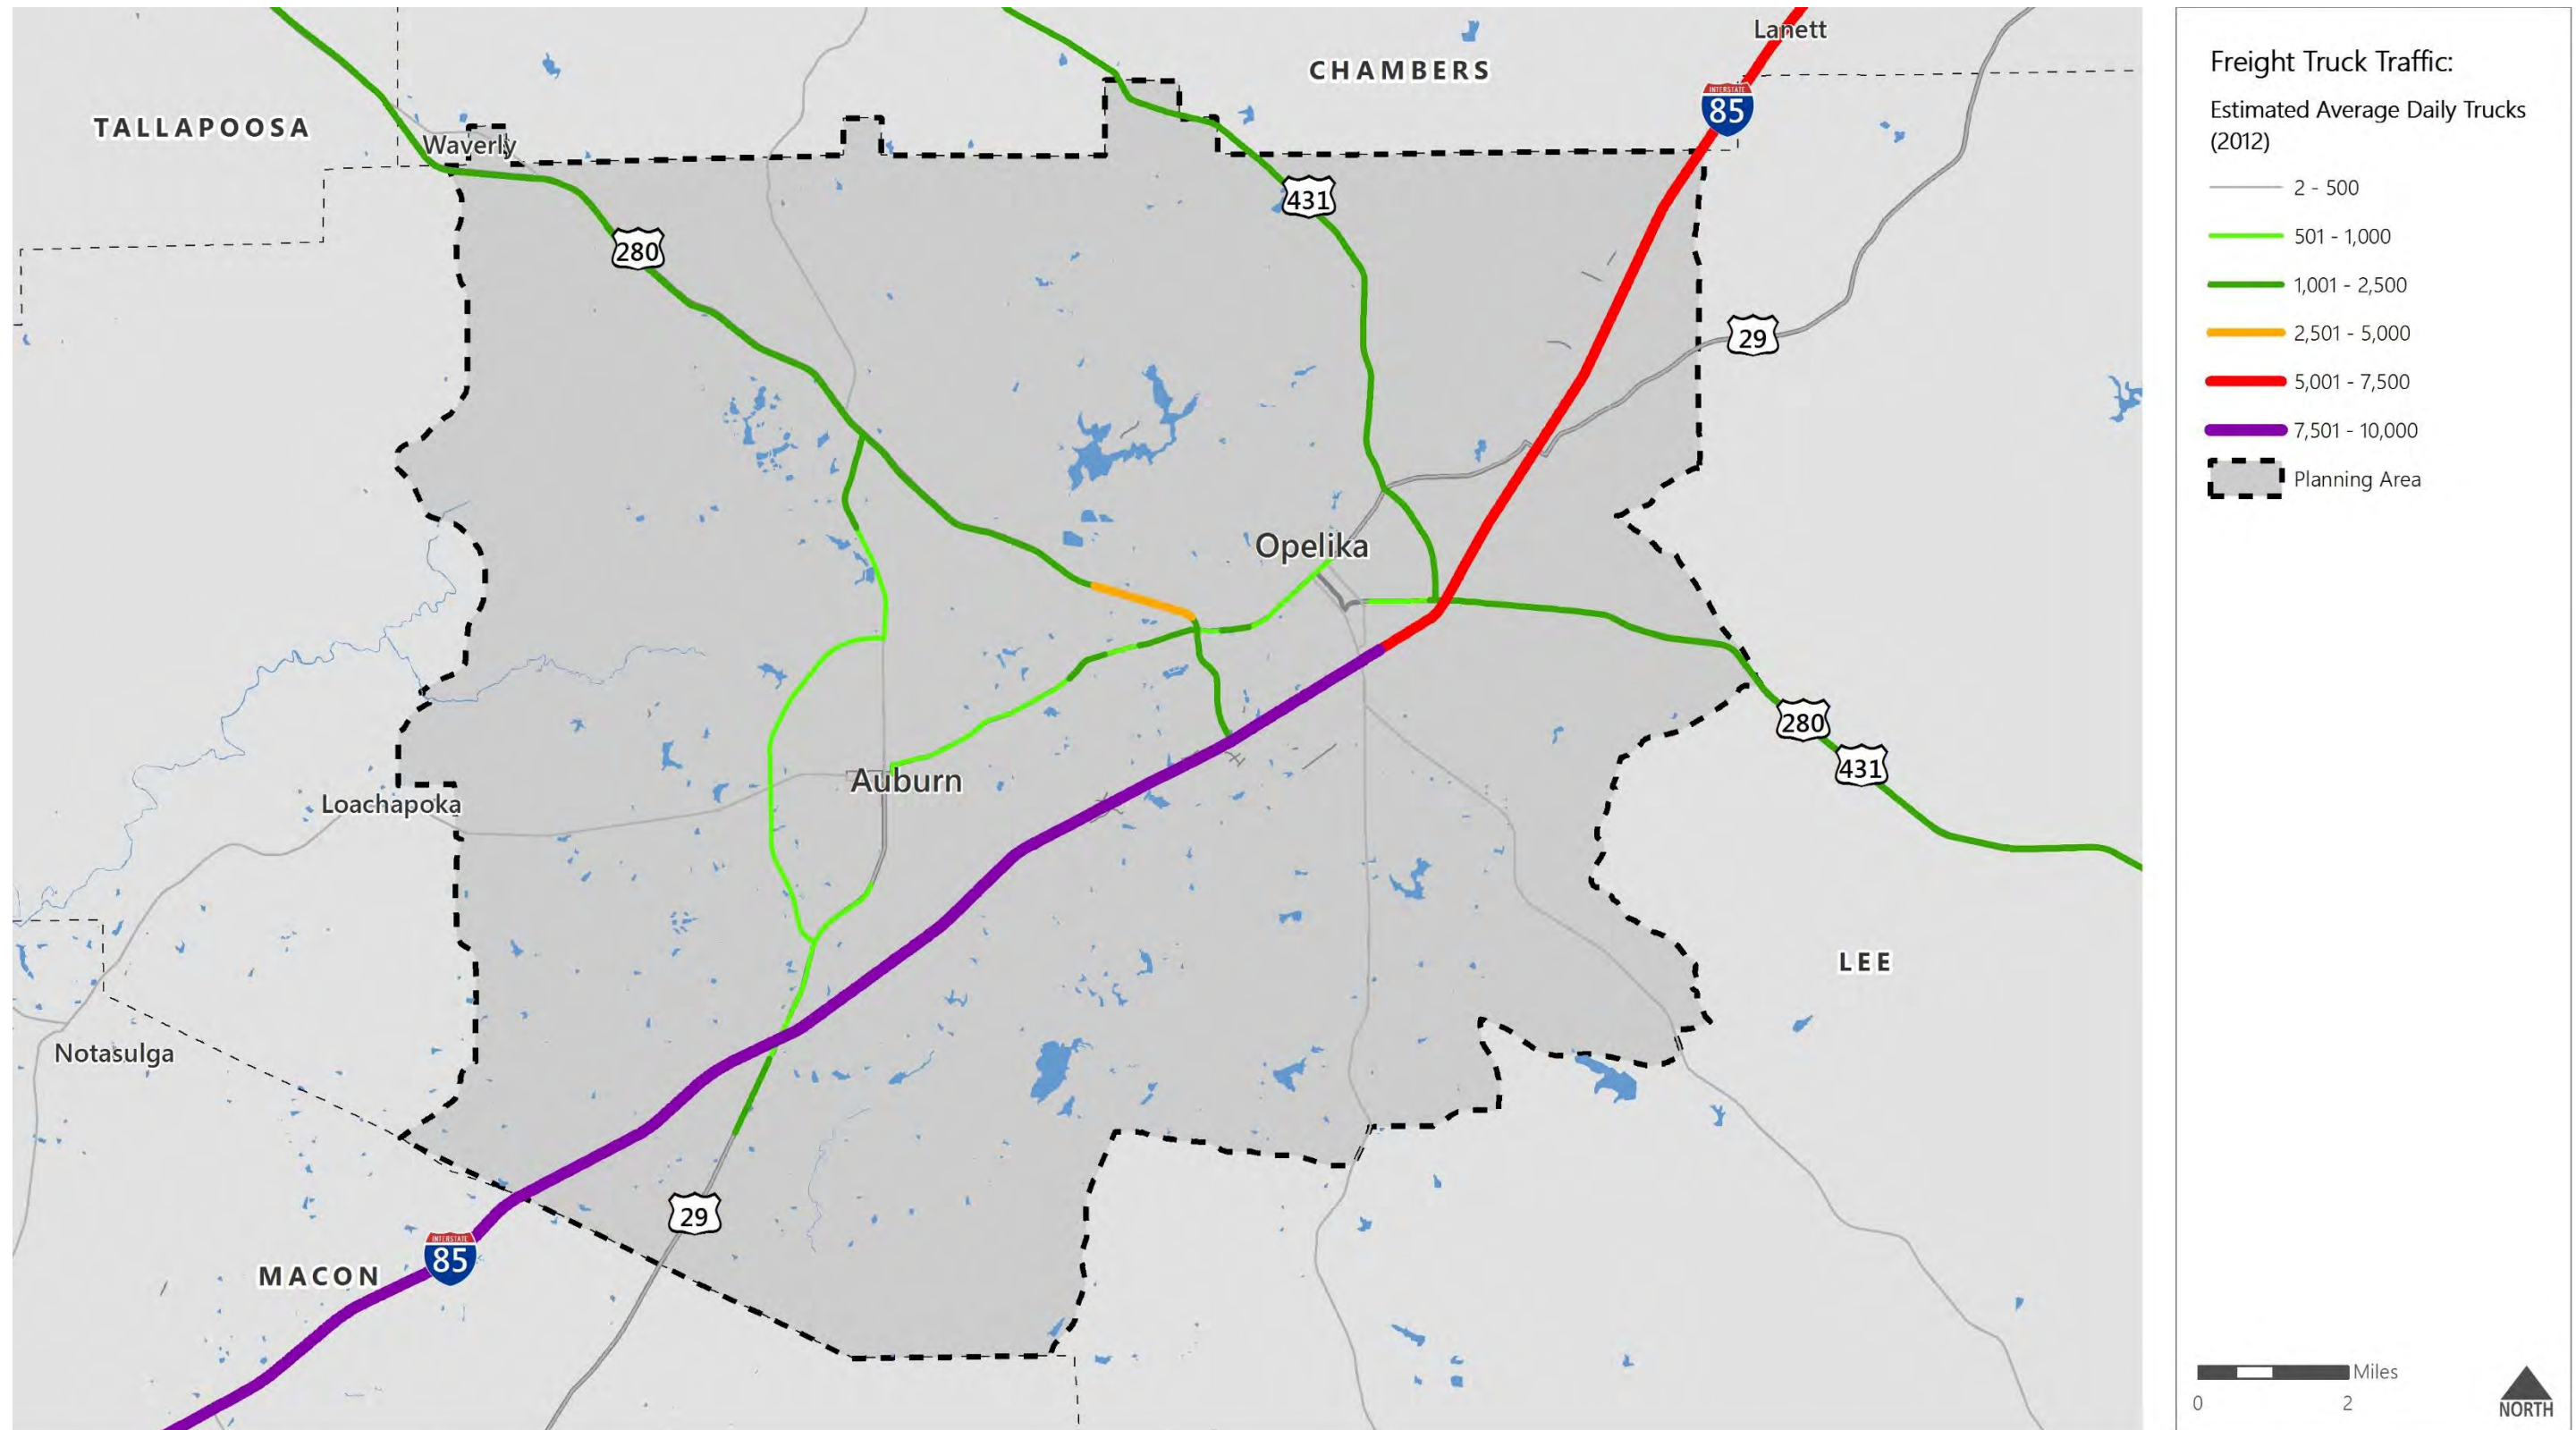 Lanett
CHAMBERS
INTERSTATE
85
TALLAPOOSA
Waverly
431
280
29
Opelika
280
431
Auburn
Loachapoka
LEE
Notasulga
29
INTERSTATE
85
MACON
Freight Truck Traffic:
Estimated Average Daily Trucks
(2012)
2 - 500
501 - 1,000
1,001 - 2,500
2,501 - 5,000
5,001 - 7,500
7,501 - 10,000
Planning Area
Miles
0 2
NORTH